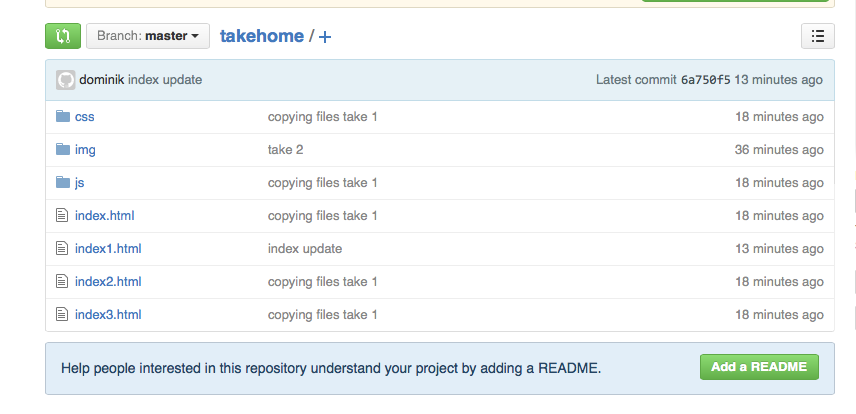 Branch: master takehome / +
dominik index update Latest commit 6a750f5 13 minutes ago
css copying files take 1 18 minutes ago
img take 2 36 minutes ago
js copying files take 1 18 minutes ago
index.html copying files take 1 18 minutes ago
index1.html index update 13 minutes ago
index2.html copying files take 1 18 minutes ago
index3.html copying files take 1 18 minutes ago
Help people interested in this repository understand your project by adding a README. Add a README